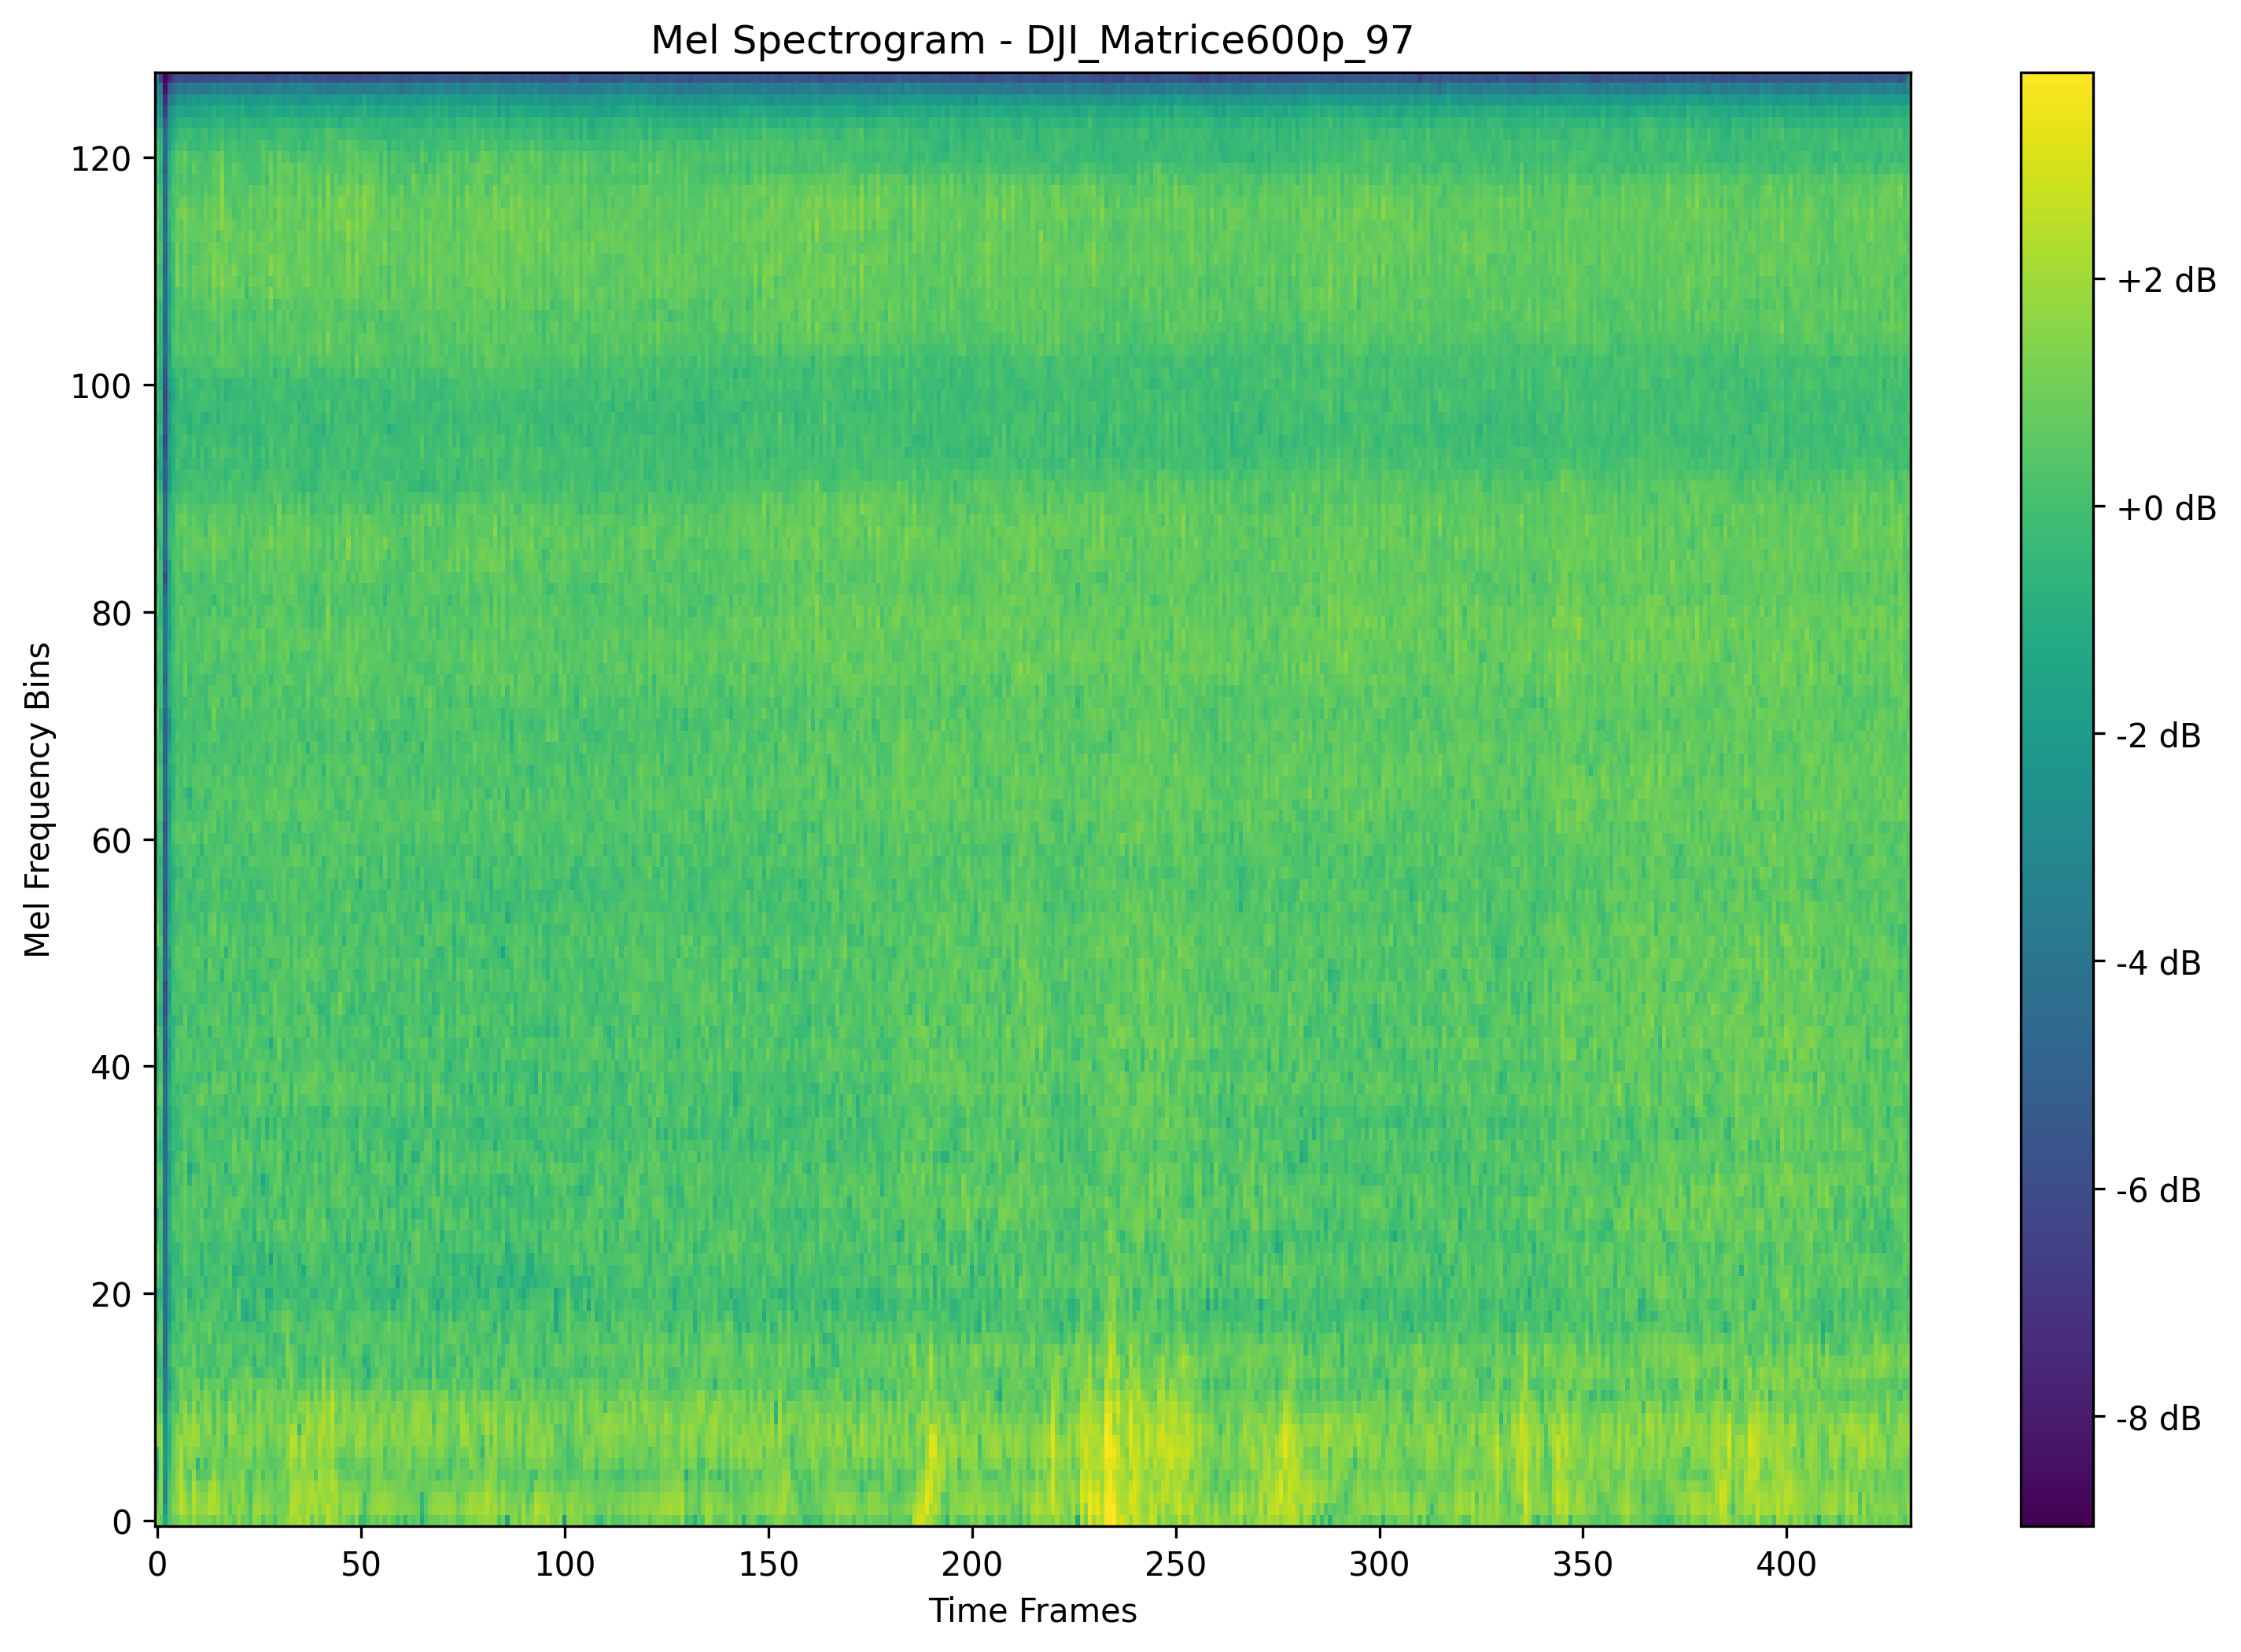 Mel Spectrogram - DJI_Matrice600p_97
120
100
80
60
40
20
0
Mel Frequency Bins
0 50 100 150 200 250 300 350 400
Time Frames
+2 dB
+0 dB
-2 dB
-4 dB
-6 dB
-8 dB